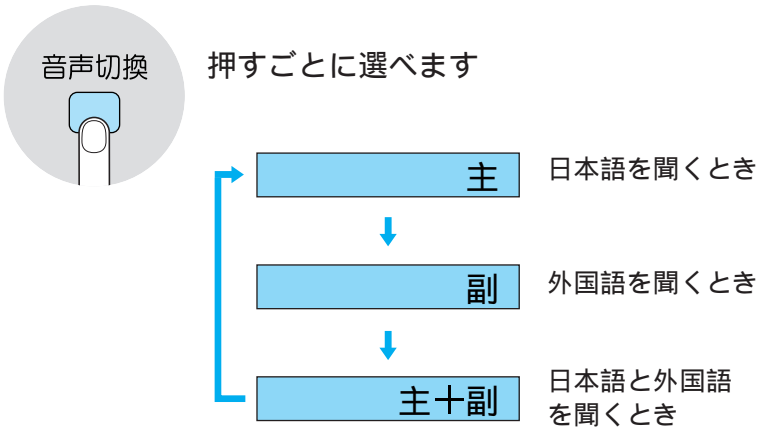 音声切換
押すごとに選べます
主
日本語を聞くとき
副
外国語を聞くとき
主＋副
日本語と外国語
を聞くとき